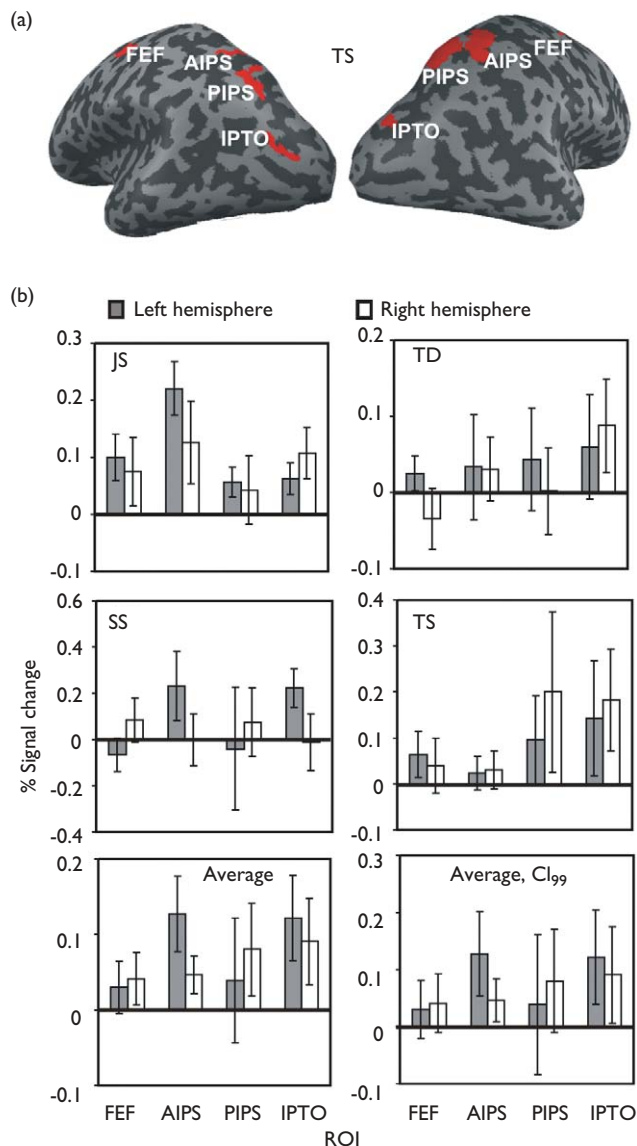 (a)
FEF AIPS PIPS IPTO TS PIPS AIPS FEF IPTO
(b)
Left hemisphere Right hemisphere
% Signal change
JS
0.3
0.2
0.1
0
-0.1
TD
0.2
0.1
0
-0.1
SS
0.6
0.4
0.2
0
-0.2
-0.4
TS
0.4
0.3
0.2
0.1
0
-0.1
Average
0.2
0.1
0
-0.1
FEF AIPS PIPS IPTO
Average, CI99
0.3
0.2
0.1
0
-0.1
FEF AIPS PIPS IPTO
ROI